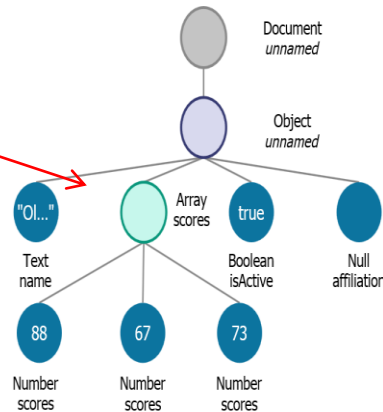 Document
unnamed
Object
unnamed
"Ol..."
Array
scores
true
Text
name
Boolean
isActive
Null
affiliation
88
67
73
Number
scores
Number
scores
Number
scores